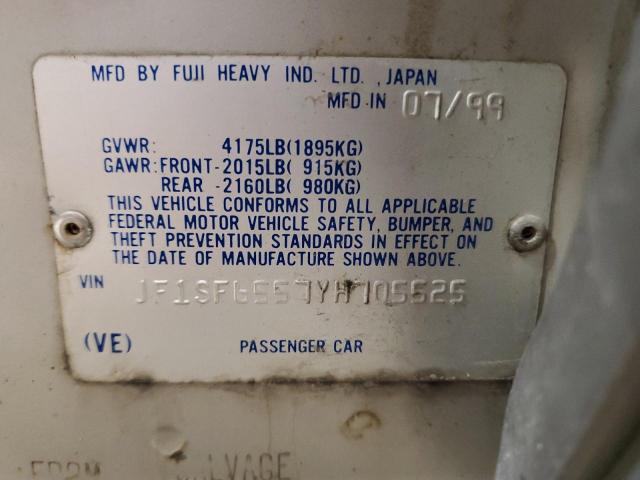 MFD BY FUJI HEAVY IND. LTD. , JAPAN
MFD IN 07/99
GVWR: 4175LB(1895KG)
GAWR: FRONT-2015LB( 915KG)
REAR -2160LB( 980KG)
THIS VEHICLE CONFORMS TO ALL APPLICABLE
FEDERAL MOTOR VEHICLE SAFETY, BUMPER, AND
THEFT PREVENTION STANDARDS IN EFFECT ON
THE DATE OF MANUFACTURE SHOWN ABOVE.
VIN JF1SF6557YH705525
(VE) PASSENGER CAR
SALVAGE